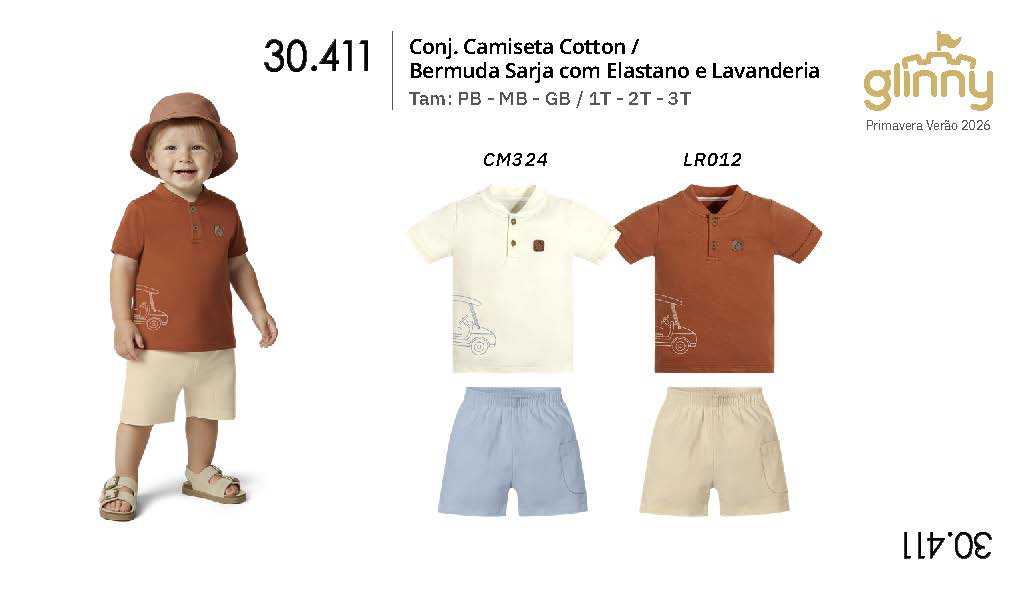 30.411
Conj. Camiseta Cotton /
Bermuda Sarja com Elastano e Lavanderia
Tam: PB - MB - GB / 1T - 2T - 3T
glinny
Primavera Verão 2026
CM324
LR012
30.411